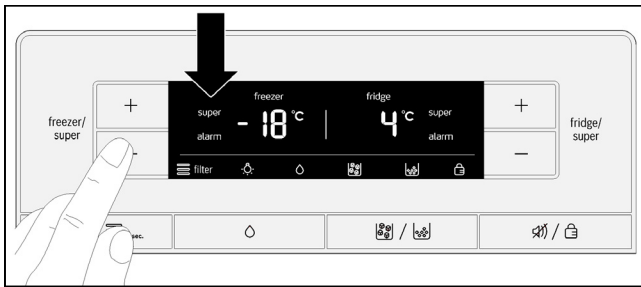 freezer/
super
+
−
super
alarm
freezer
-18 °C
fridge
4 °C
super
alarm
filter
+
−
fridge/
super
sec.
/
/